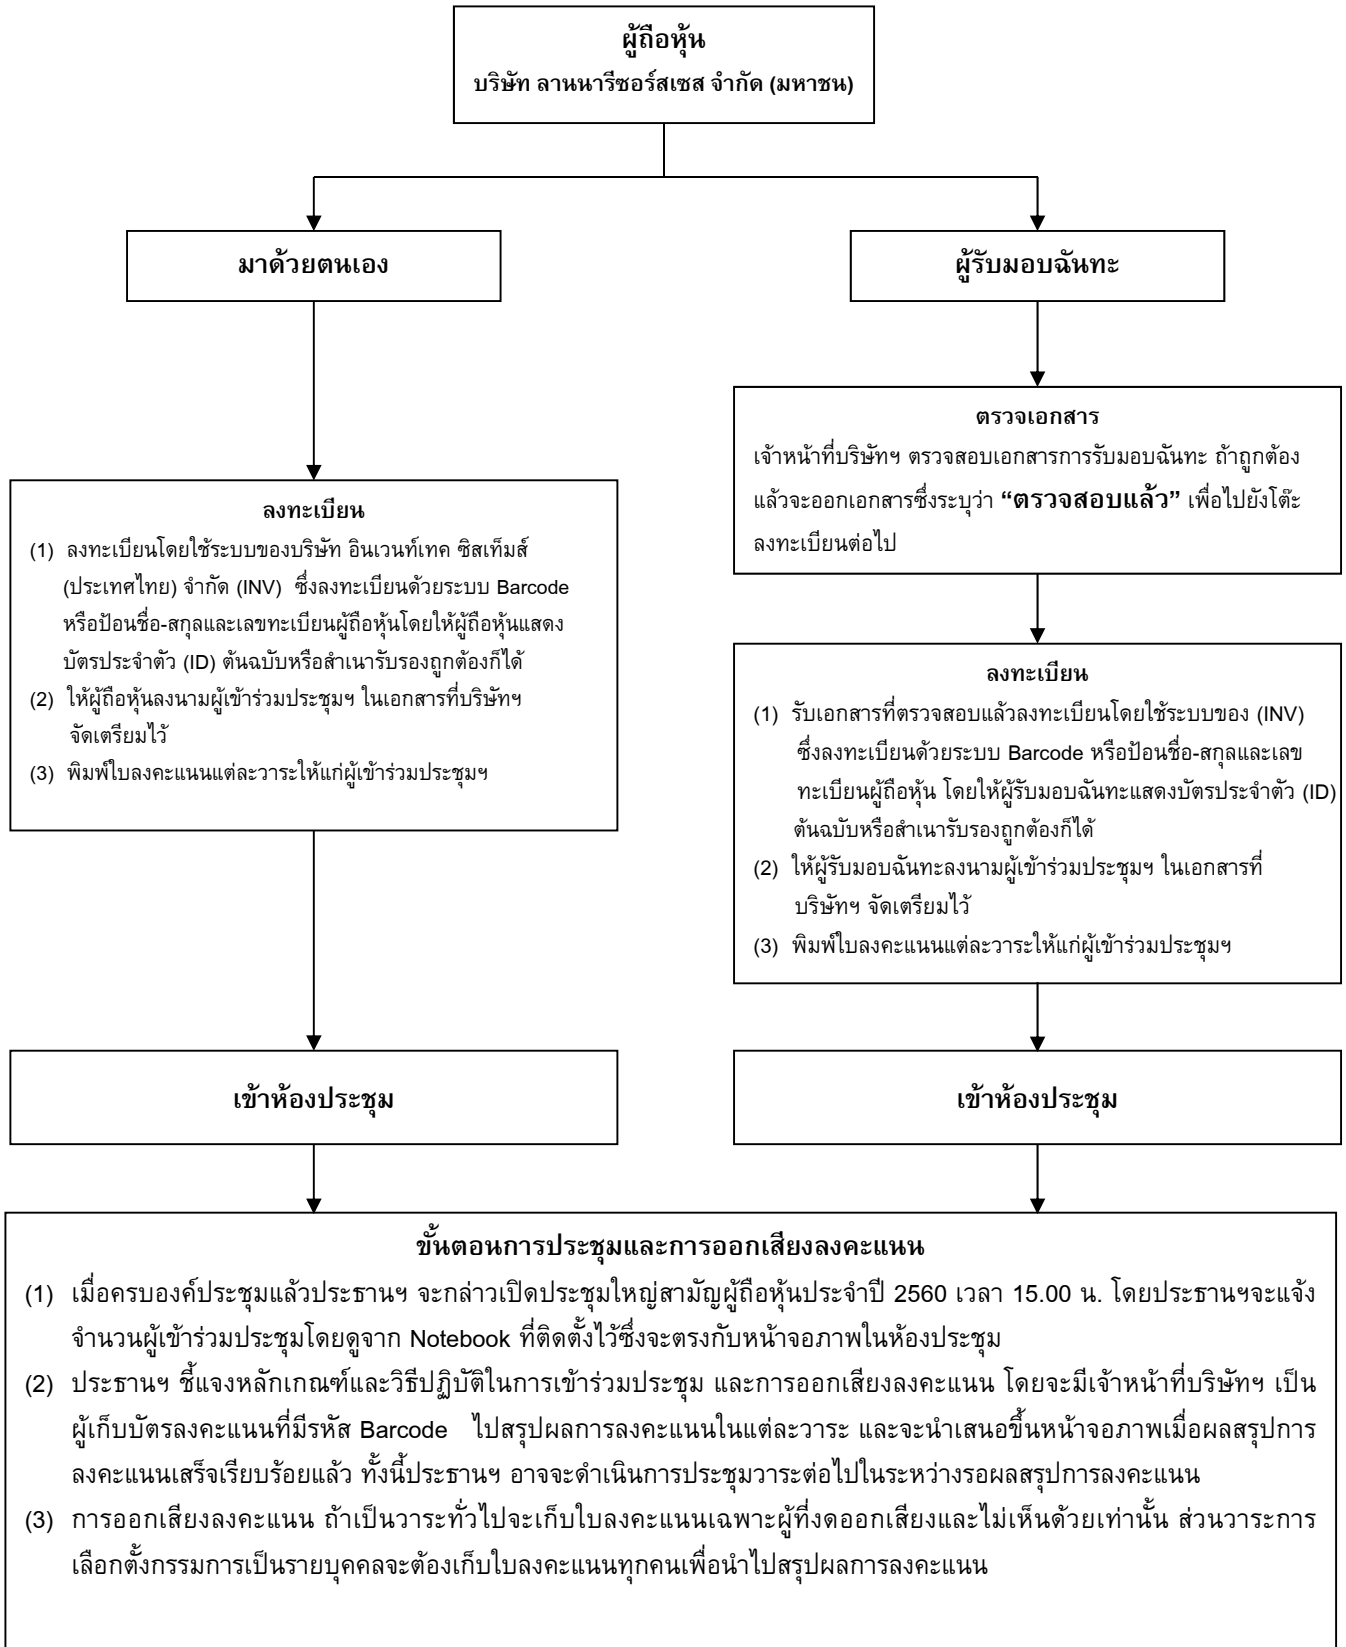 ผู้ถือหุ้น
บริษัท ลานนารีซอร์สเซส จำกัด (มหาชน)
มาด้วยตนเอง
ผู้รับมอบฉันทะ
ตรวจเอกสาร
เจ้าหน้าที่บริษัทฯ ตรวจสอบเอกสารการรับมอบฉันทะ ถ้าถูกต้อง
แล้วจะออกเอกสารซึ่งระบุว่า “ตรวจสอบแล้ว” เพื่อไปยังโต๊ะ
ลงทะเบียนต่อไป
ลงทะเบียน
(1) ลงทะเบียนโดยใช้ระบบของบริษัท อินเวนท์เทค ซิสเท็มส์
(ประเทศไทย) จำกัด (INV) ซึ่งลงทะเบียนด้วยระบบ Barcode
หรือป้อนชื่อ-สกุลและเลขทะเบียนผู้ถือหุ้นโดยให้ผู้ถือหุ้นแสดง
บัตรประจำตัว (ID) ต้นฉบับหรือสำเนารับรองถูกต้องก็ได้
(2) ให้ผู้ถือหุ้นลงนามผู้เข้าร่วมประชุมฯ ในเอกสารที่บริษัทฯ
จัดเตรียมไว้
(3) พิมพ์ใบลงคะแนนแต่ละวาระให้แก่ผู้เข้าร่วมประชุมฯ
ลงทะเบียน
(1) รับเอกสารที่ตรวจสอบแล้วลงทะเบียนโดยใช้ระบบของ (INV)
ซึ่งลงทะเบียนด้วยระบบ Barcode หรือป้อนชื่อ-สกุลและเลข
ทะเบียนผู้ถือหุ้น โดยให้ผู้รับมอบฉันทะแสดงบัตรประจำตัว (ID)
ต้นฉบับหรือสำเนารับรองถูกต้องก็ได้
(2) ให้ผู้รับมอบฉันทะลงนามผู้เข้าร่วมประชุมฯ ในเอกสารที่
บริษัทฯ จัดเตรียมไว้
(3) พิมพ์ใบลงคะแนนแต่ละวาระให้แก่ผู้เข้าร่วมประชุมฯ
เข้าห้องประชุม
เข้าห้องประชุม
ขั้นตอนการประชุมและการออกเสียงลงคะแนน
(1) เมื่อครบองค์ประชุมแล้วประธานฯ จะกล่าวเปิดประชุมใหญ่สามัญผู้ถือหุ้นประจำปี 2560 เวลา 15.00 น. โดยประธานฯจะแจ้ง
จำนวนผู้เข้าร่วมประชุมโดยดูจาก Notebook ที่ติดตั้งไว้ซึ่งจะตรงกับหน้าจอภาพในห้องประชุม
(2) ประธานฯ ชี้แจงหลักเกณฑ์และวิธีปฏิบัติในการเข้าร่วมประชุม และการออกเสียงลงคะแนน โดยจะมีเจ้าหน้าที่บริษัทฯ เป็น
ผู้เก็บบัตรลงคะแนนที่มีรหัส Barcode ไปสรุปผลการลงคะแนนในแต่ละวาระ และจะนำเสนอขึ้นหน้าจอภาพเมื่อผลสรุปการ
ลงคะแนนเสร็จเรียบร้อยแล้ว ทั้งนี้ประธานฯ อาจจะดำเนินการประชุมวาระต่อไปในระหว่างรอผลสรุปการลงคะแนน
(3) การออกเสียงลงคะแนน ถ้าเป็นวาระทั่วไปจะเก็บใบลงคะแนนเฉพาะผู้ที่งดออกเสียงและไม่เห็นด้วยเท่านั้น ส่วนวาระการ
เลือกตั้งกรรมการเป็นรายบุคคลจะต้องเก็บใบลงคะแนนทุกคนเพื่อนำไปสรุปผลการลงคะแนน